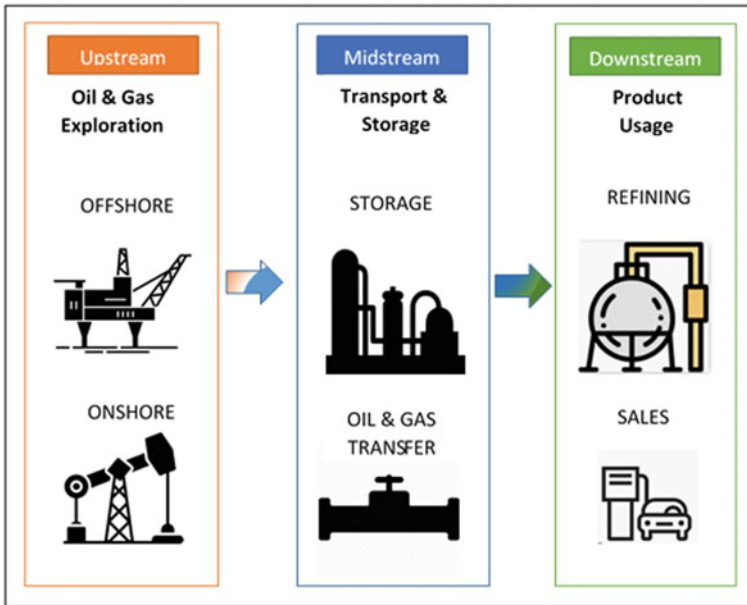 Upstream
Oil & Gas
Exploration
OFFSHORE
ONSHORE
Midstream
Transport &
Storage
STORAGE
OIL & GAS
TRANSFER
Downstream
Product
Usage
REFINING
SALES